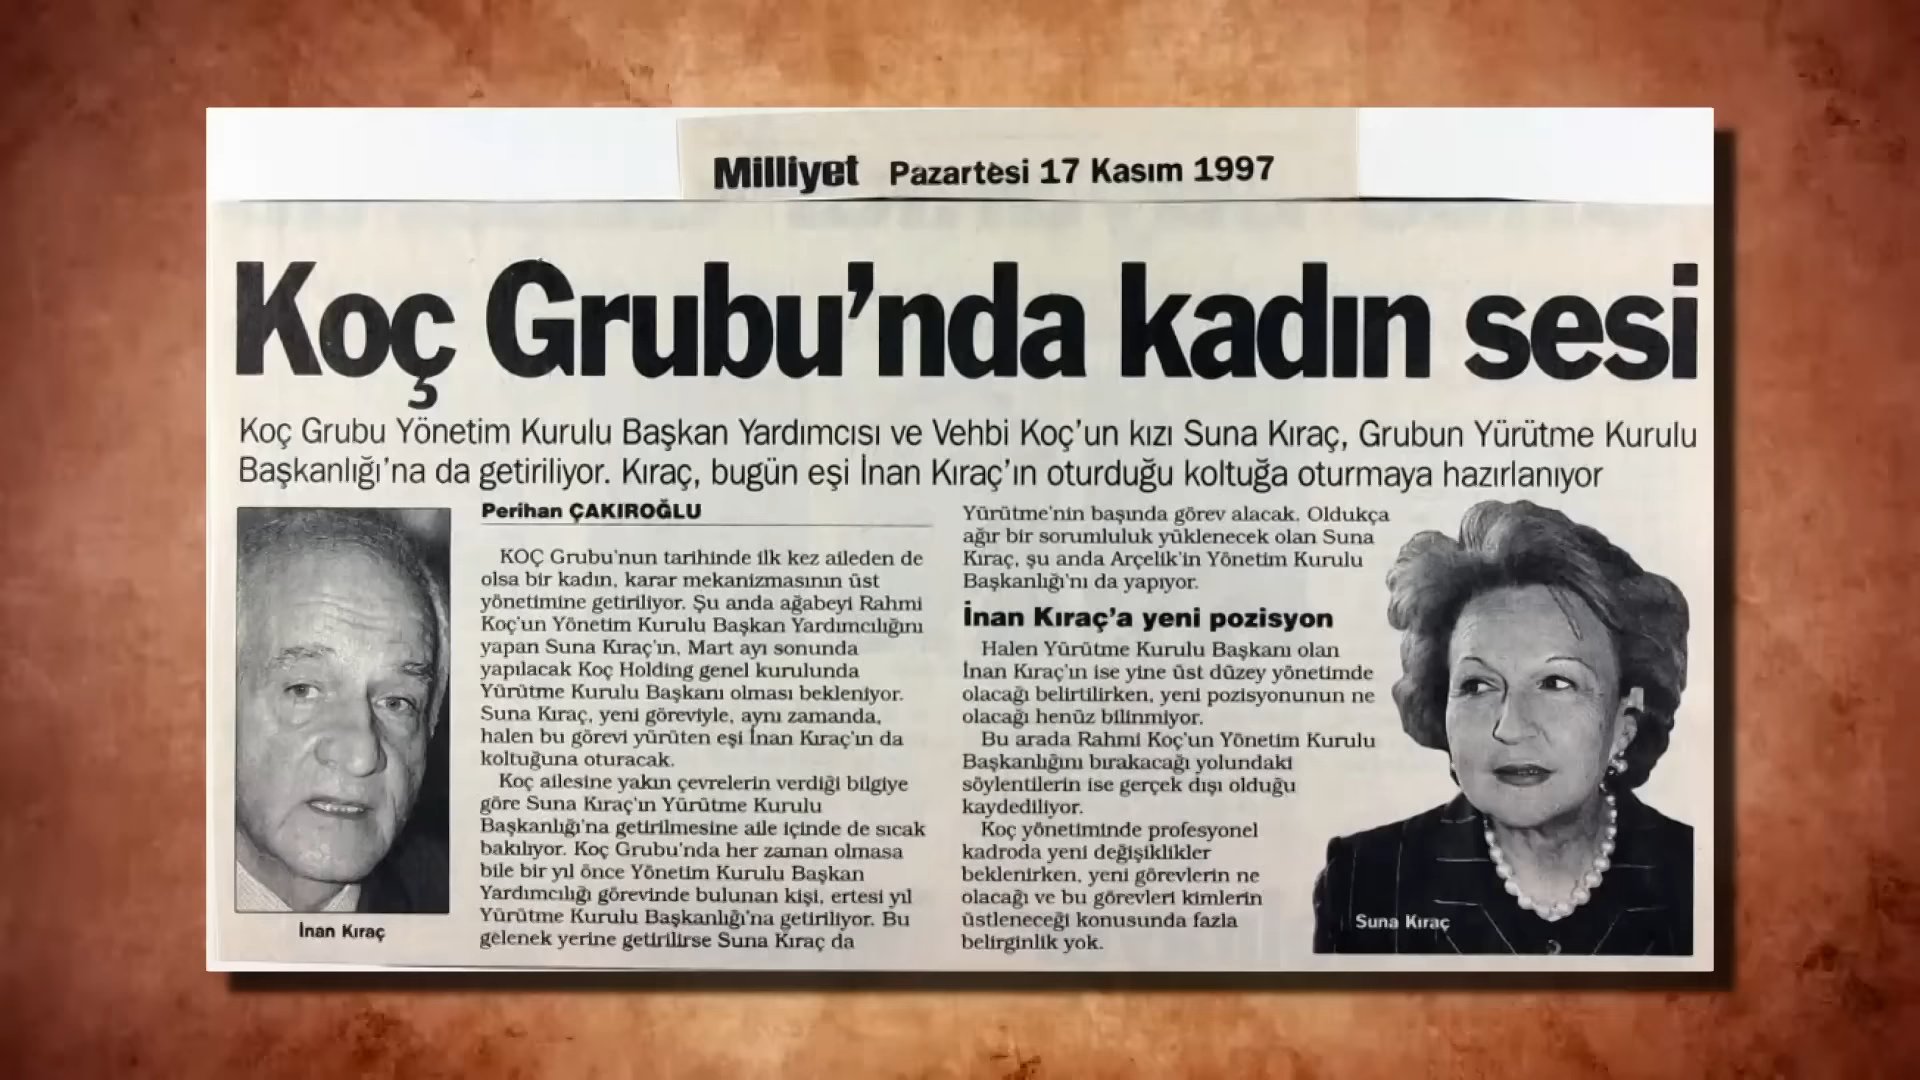 Milliyet Pazartesi 17 Kasım 1997
Koç Grubu'nda kadın sesi
Koç Grubu Yönetim Kurulu Başkan Yardımcısı ve Vehbi Koç'un kızı Suna Kıraç, Grubun Yürütme Kurulu
Başkanlığı'na da getiriliyor. Kıraç, bugün eşi İnan Kıraç'ın oturduğu koltuğa oturmaya hazırlanıyor
İnan Kıraç
Perihan ÇAKIROĞLU
KOÇ Grubu'nun tarihinde ilk kez aileden de
olsa bir kadın, karar mekanizmasının üst
yönetimine getiriliyor. Şu anda ağabeyi Rahmi
Koç'un Yönetim Kurulu Başkan Yardımcılığını
yapan Suna Kıraç'ın, Mart ayı sonunda
yapılacak Koç Holding genel kurulunda
Yürütme Kurulu Başkanı olması bekleniyor.
Suna Kıraç, yeni göreviyle, aynı zamanda,
halen bu görevi yürüten eşi İnan Kıraç'ın da
koltuğuna oturacak.
Koç ailesine yakın çevrelerin verdiği bilgiye
göre Suna Kıraç'ın Yürütme Kurulu
Başkanlığı'na getirilmesine aile içinde de sıcak
bakılıyor. Koç Grubu'nda her zaman olmasa
bile bir yıl önce Yönetim Kurulu Başkan
Yardımcılığı görevinde bulunan kişi, ertesi yıl
Yürütme Kurulu Başkanlığı'na getiriliyor. Bu
gelenek yerine getirilirse Suna Kıraç da
Yürütme'nin başında görev alacak. Oldukça
ağır bir sorumluluk yüklenecek olan Suna
Kıraç, şu anda Arçelik'in Yönetim Kurulu
Başkanlığı'nı da yapıyor.
İnan Kıraç'a yeni pozisyon
Halen Yürütme Kurulu Başkanı olan
İnan Kıraç'ın ise yine üst düzey yönetimde
olacağı belirtilirken, yeni pozisyonunun ne
olacağı henüz bilinmiyor.
Bu arada Rahmi Koç'un Yönetim Kurulu
Başkanlığını bırakacağı yolundaki
söylentilerin ise gerçek dışı olduğu
kaydediliyor.
Koç yönetiminde profesyonel
kadroda yeni değişiklikler
beklenirken, yeni görevlerin ne
olacağı ve bu görevleri kimlerin
üstleneceği konusunda fazla
belirginlik yok.
Suna Kıraç